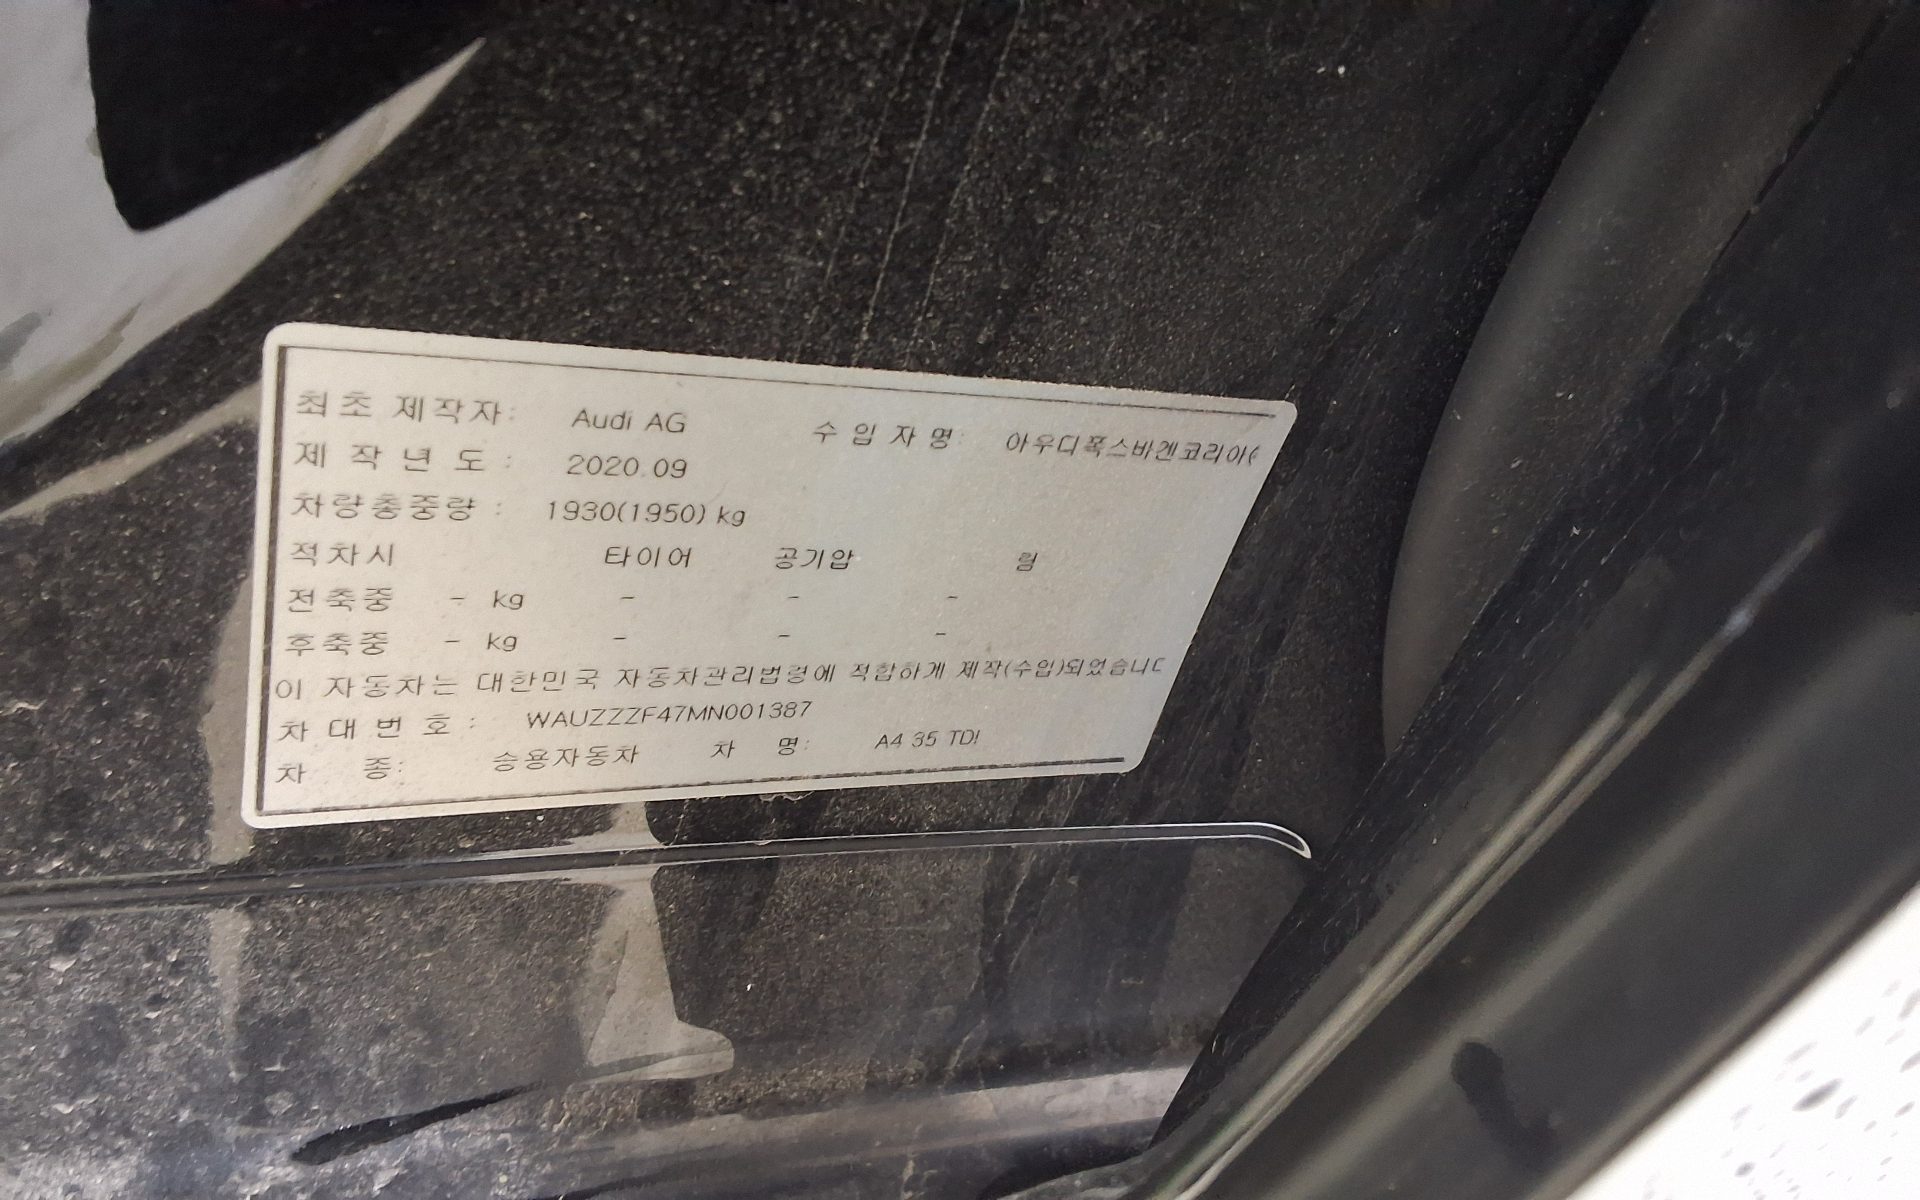 최초 제작자: Audi AG 수 입 자 명: 아우디폭스바겐코리아(
제 작 년 도 : 2020.09
차량총중량 : 1930(1950) kg
적차시 타이어 공기압 림
전축중 - kg - - -
후축중 - kg - - -
이 자동차는 대한민국 자동차관리법령에 적합하게 제작(수입)되었습니다
차 대 번 호 : WAUZZZF47MN001387
차 종: 승용자동차 차 명: A4 35 TDI